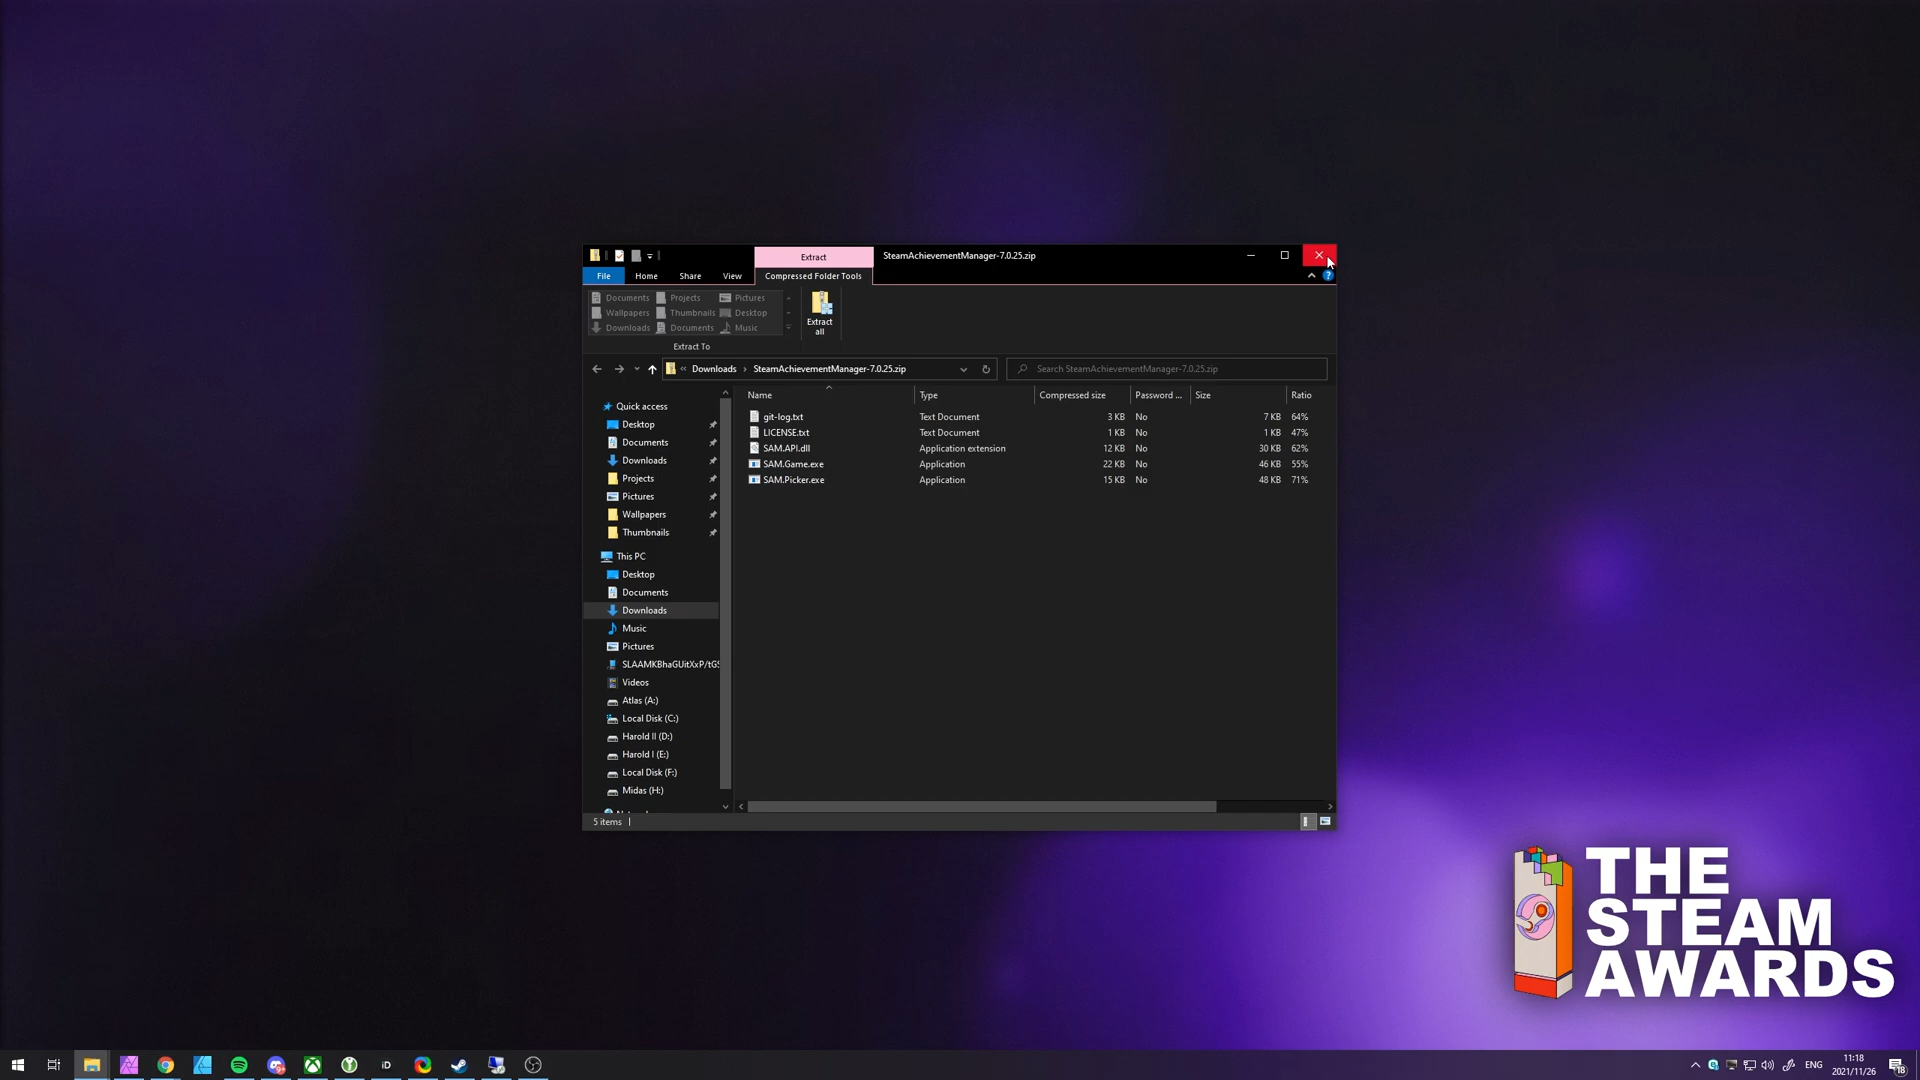 Extract
SteamAchievementManager-7.0.25.zip
File Home Share View Compressed Folder Tools
Documents Projects Pictures
Wallpapers Thumbnails Desktop
Downloads Documents Music
Extract all
Extract To
Downloads SteamAchievementManager-7.0.25.zip
Search SteamAchievementManager-7.0.25.zip
Name Type Compressed size Password ... Size Ratio
git-log.txt Text Document 3 KB No 7 KB 64%
LICENSE.txt Text Document 1 KB No 1 KB 47%
SAM.API.dll Application extension 12 KB No 30 KB 62%
SAM.Game.exe Application 22 KB No 46 KB 55%
SAM.Picker.exe Application 15 KB No 48 KB 71%
Quick access
Desktop
Documents
Downloads
Projects
Pictures
Wallpapers
Thumbnails
This PC
Desktop
Documents
Downloads
Music
Pictures
SLAAMKBhaGUitXxP/tG
Videos
Atlas (A:)
Local Disk (C:)
Harold II (D:)
Harold I (E:)
Local Disk (F:)
Midas (H:)
5 items
THE
STEAM
AWARDS
iD
ENG
11:18
2021/11/26
18